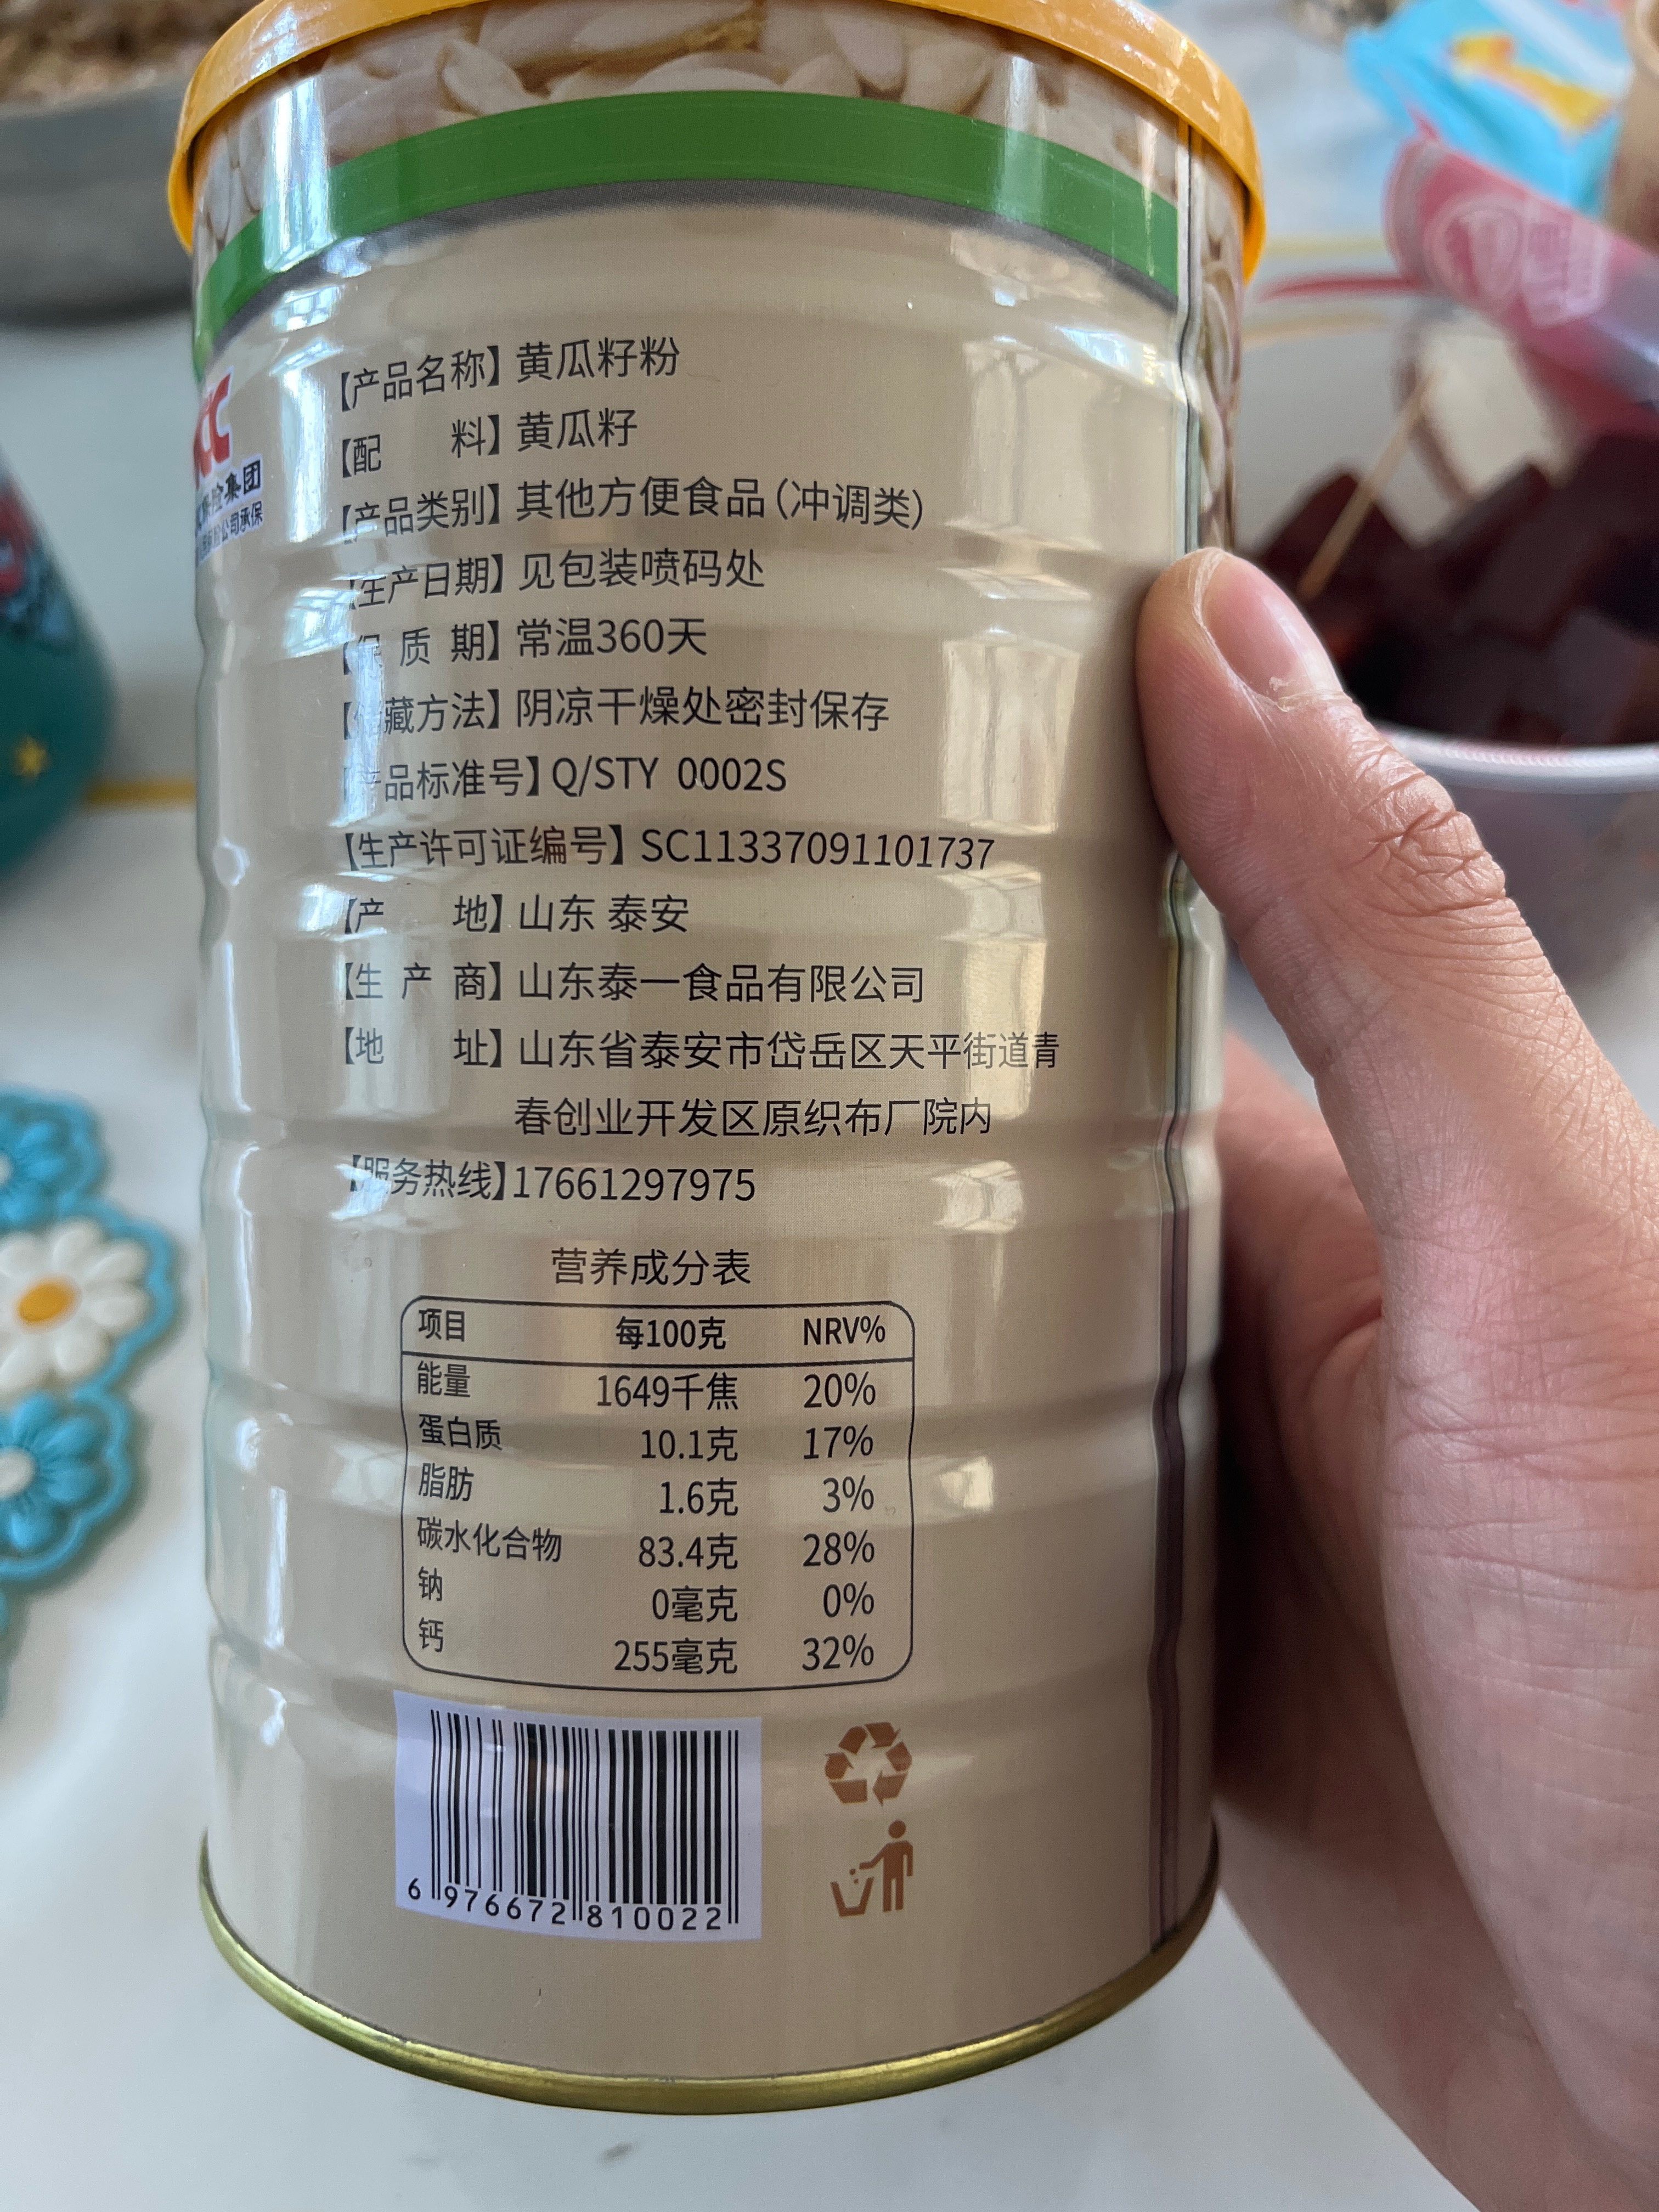 集团
公司承保
【产品名称】黄瓜籽粉
【配 料】黄瓜籽
【产品类别】其他方便食品(冲调类)
【生产日期】见包装喷码处
【保 质 期】常温360天
【储藏方法】阴凉干燥处密封保存
【产品标准号】Q/STY 0002S
【生产许可证编号】SC11337091101737
【产 地】山东 泰安
【生 产 商】山东泰一食品有限公司
【地 址】山东省泰安市岱岳区天平街道青
春创业开发区原织布厂院内
【服务热线】17661297975
营养成分表
项目 每100克 NRV%
能量 1649千焦 20%
蛋白质 10.1克 17%
脂肪 1.6克 3%
碳水化合物 83.4克 28%
钠 0毫克 0%
钙 255毫克 32%
6 976672 810022